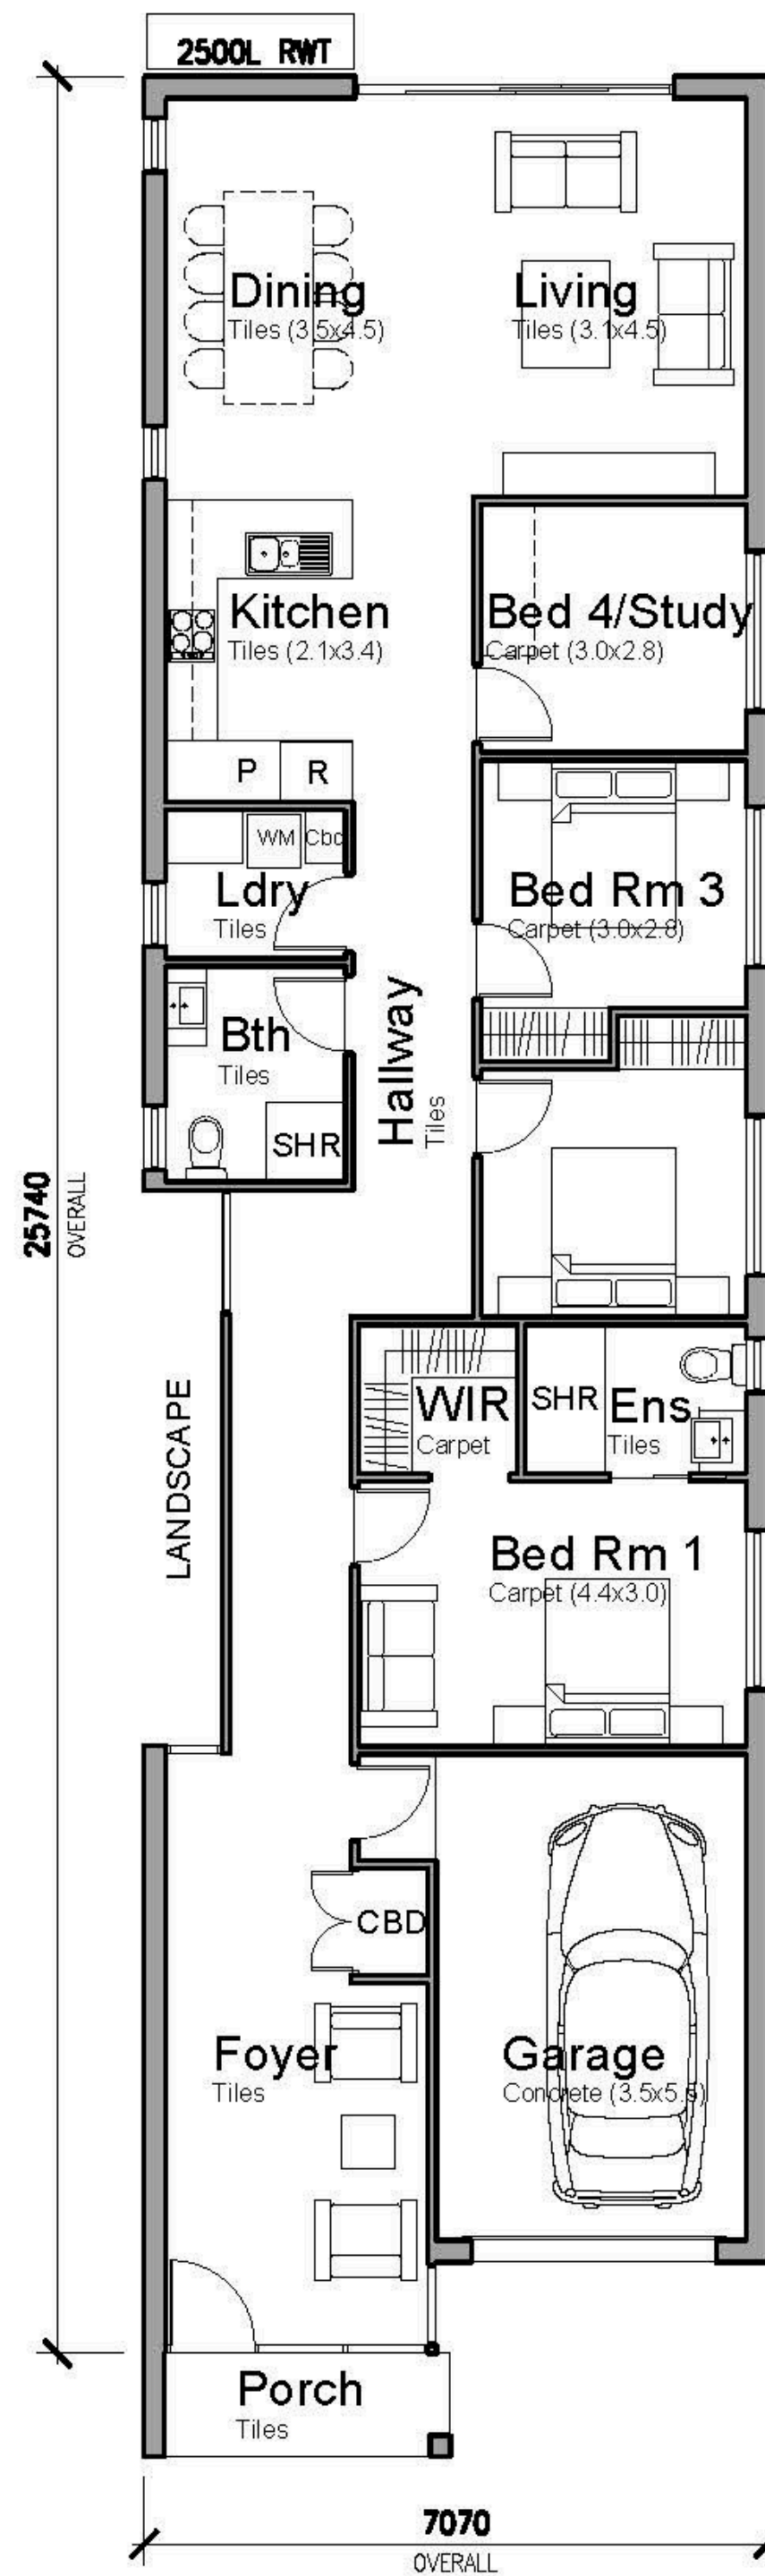 2500L RWT
Dining
Tiles (3.5x4.5)
Living
Tiles (3.1x4.5)
Kitchen
Tiles (2.1x3.4)
Bed 4/Study
Carpet (3.0x2.8)
P
R
WM
Cbd
Ldry
Tiles
Bed Rm 3
Carpet (3.0x2.8)
Bth
Tiles
SHR
Hallway
Tiles
25740
OVERALL
LANDSCAPE
WIR
Carpet
SHR
Ens
Tiles
Bed Rm 1
Carpet (4.4x3.0)
CBD
Foyer
Tiles
Garage
Concrete (3.5x5.5)
Porch
Tiles
7070
OVERALL